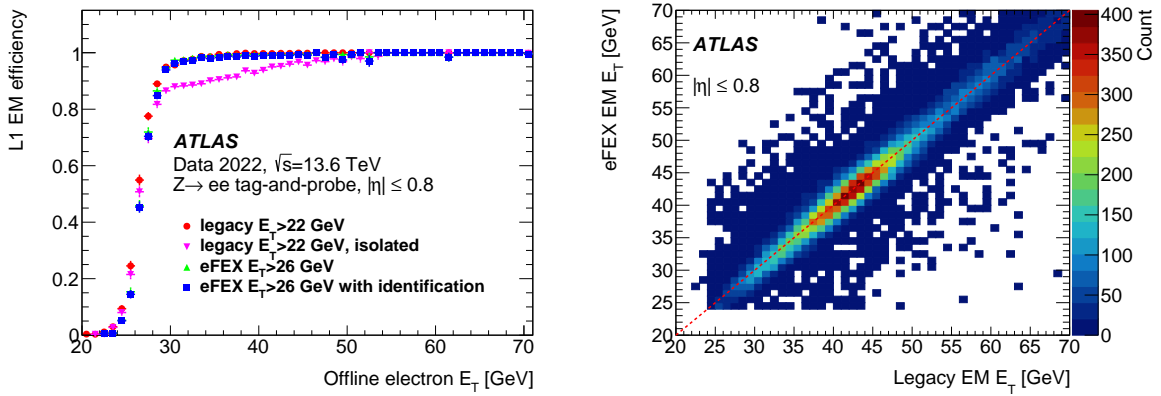 L1 EM efficiency
1
0.8
0.6
0.4
0.2
0
ATLAS
Data 2022, √s=13.6 TeV
Z→ ee tag-and-probe, |η| ≤ 0.8
legacy E_T>22 GeV
legacy E_T>22 GeV, isolated
eFEX E_T>26 GeV
eFEX E_T>26 GeV with identification
20 30 40 50 60 70
Offline electron E_T [GeV]
eFEX EM E_T [GeV]
70
65
60
55
50
45
40
35
30
25
20
ATLAS
|η| ≤ 0.8
20 25 30 35 40 45 50 55 60 65 70
Legacy EM E_T [GeV]
400
350
300
250
200
150
100
50
0
Count